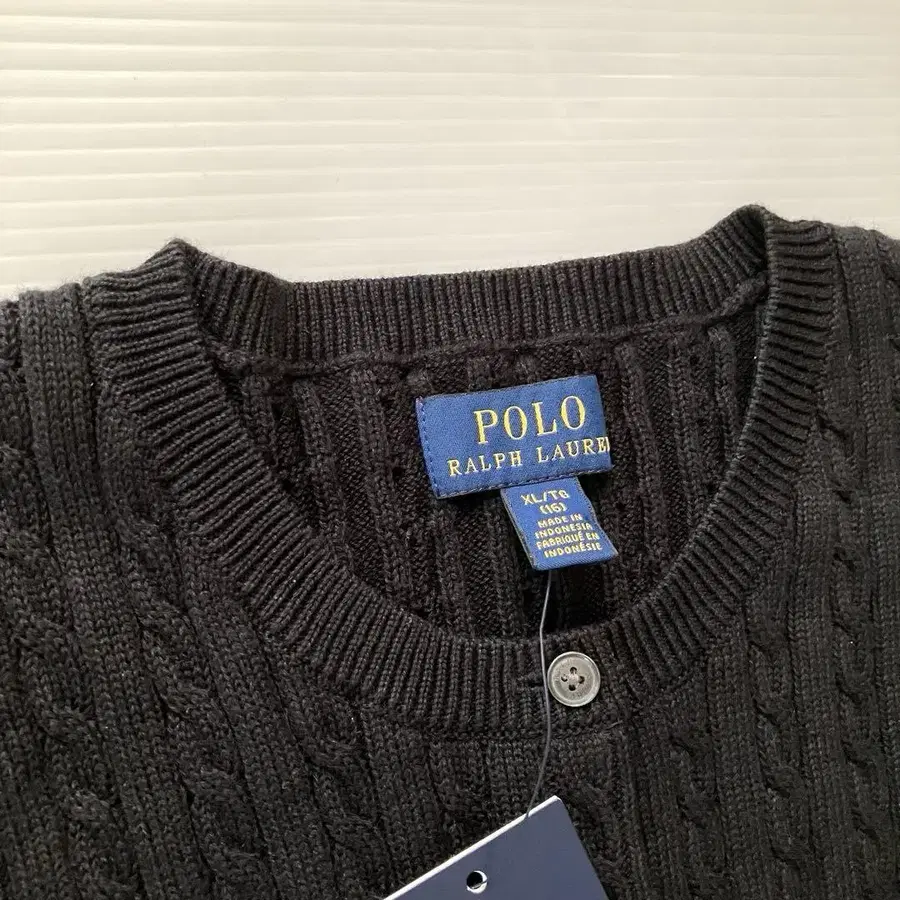 POLO
RALPH LAUREN
XL/TG
(16)
MADE IN
INDONESIA
FABRIQUÉ EN
INDONÉSIE